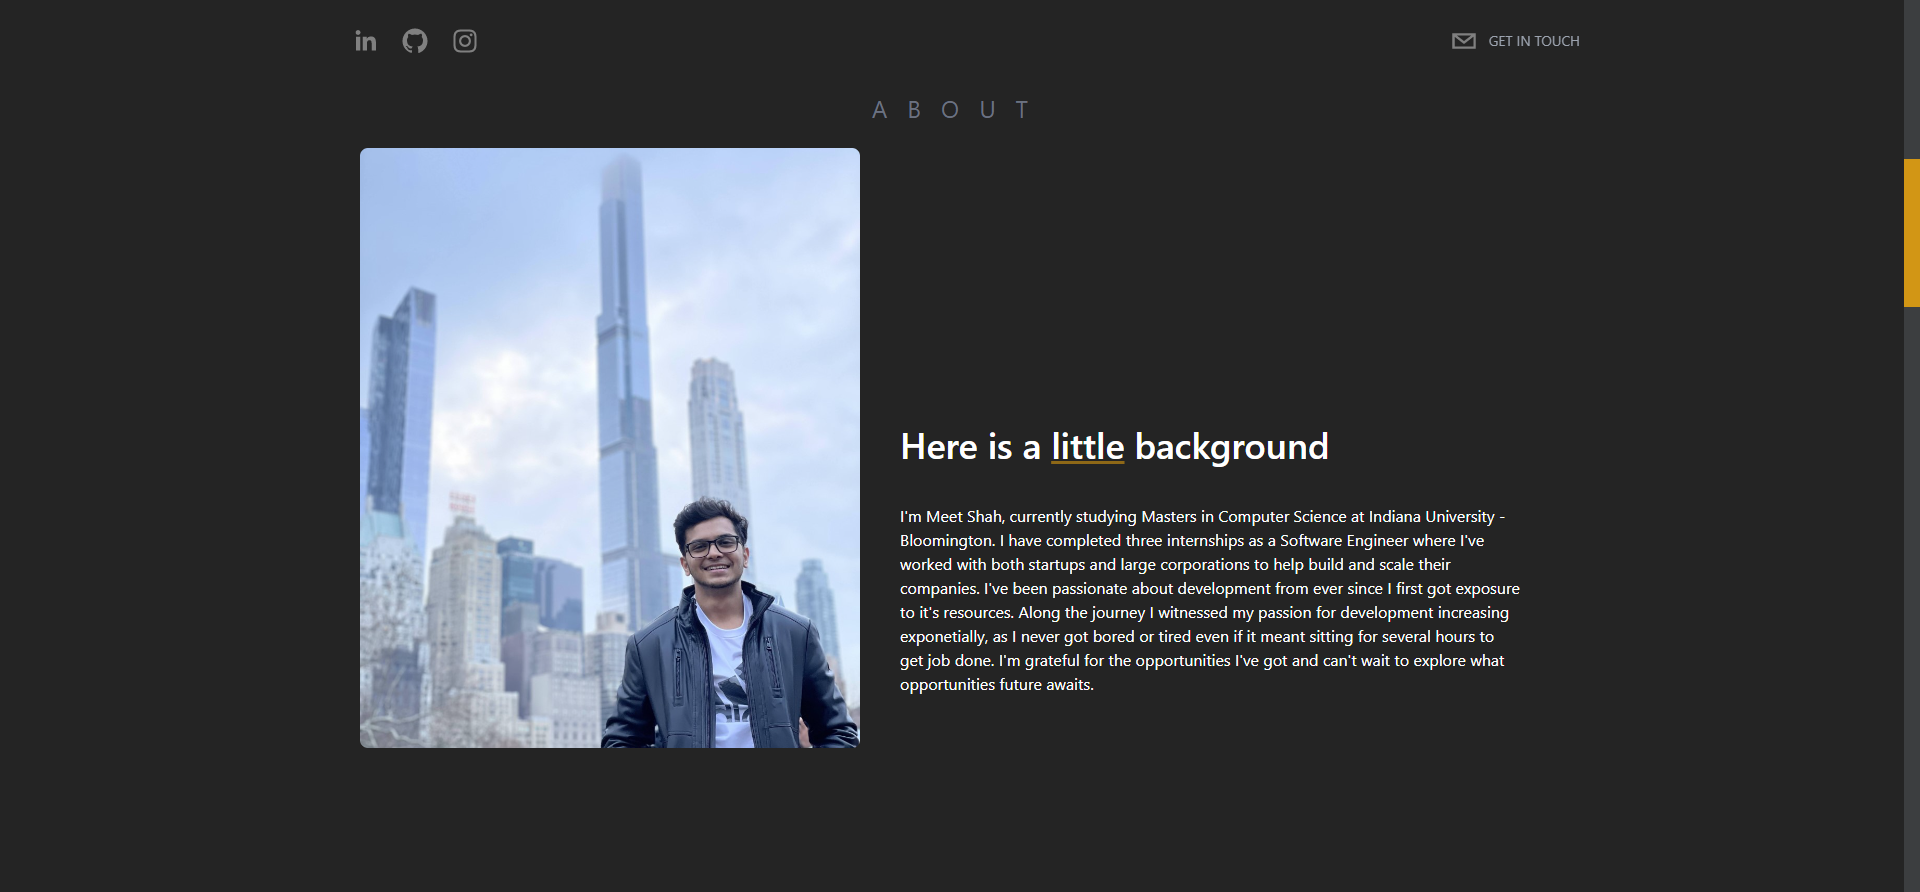 in
GET IN TOUCH
A B O U T
Here is a little background
I'm Meet Shah, currently studying Masters in Computer Science at Indiana University -
Bloomington. I have completed three internships as a Software Engineer where I've
worked with both startups and large corporations to help build and scale their
companies. I've been passionate about development from ever since I first got exposure
to it's resources. Along the journey I witnessed my passion for development increasing
exponetially, as I never got bored or tired even if it meant sitting for several hours to
get job done. I'm grateful for the opportunities I've got and can't wait to explore what
opportunities future awaits.